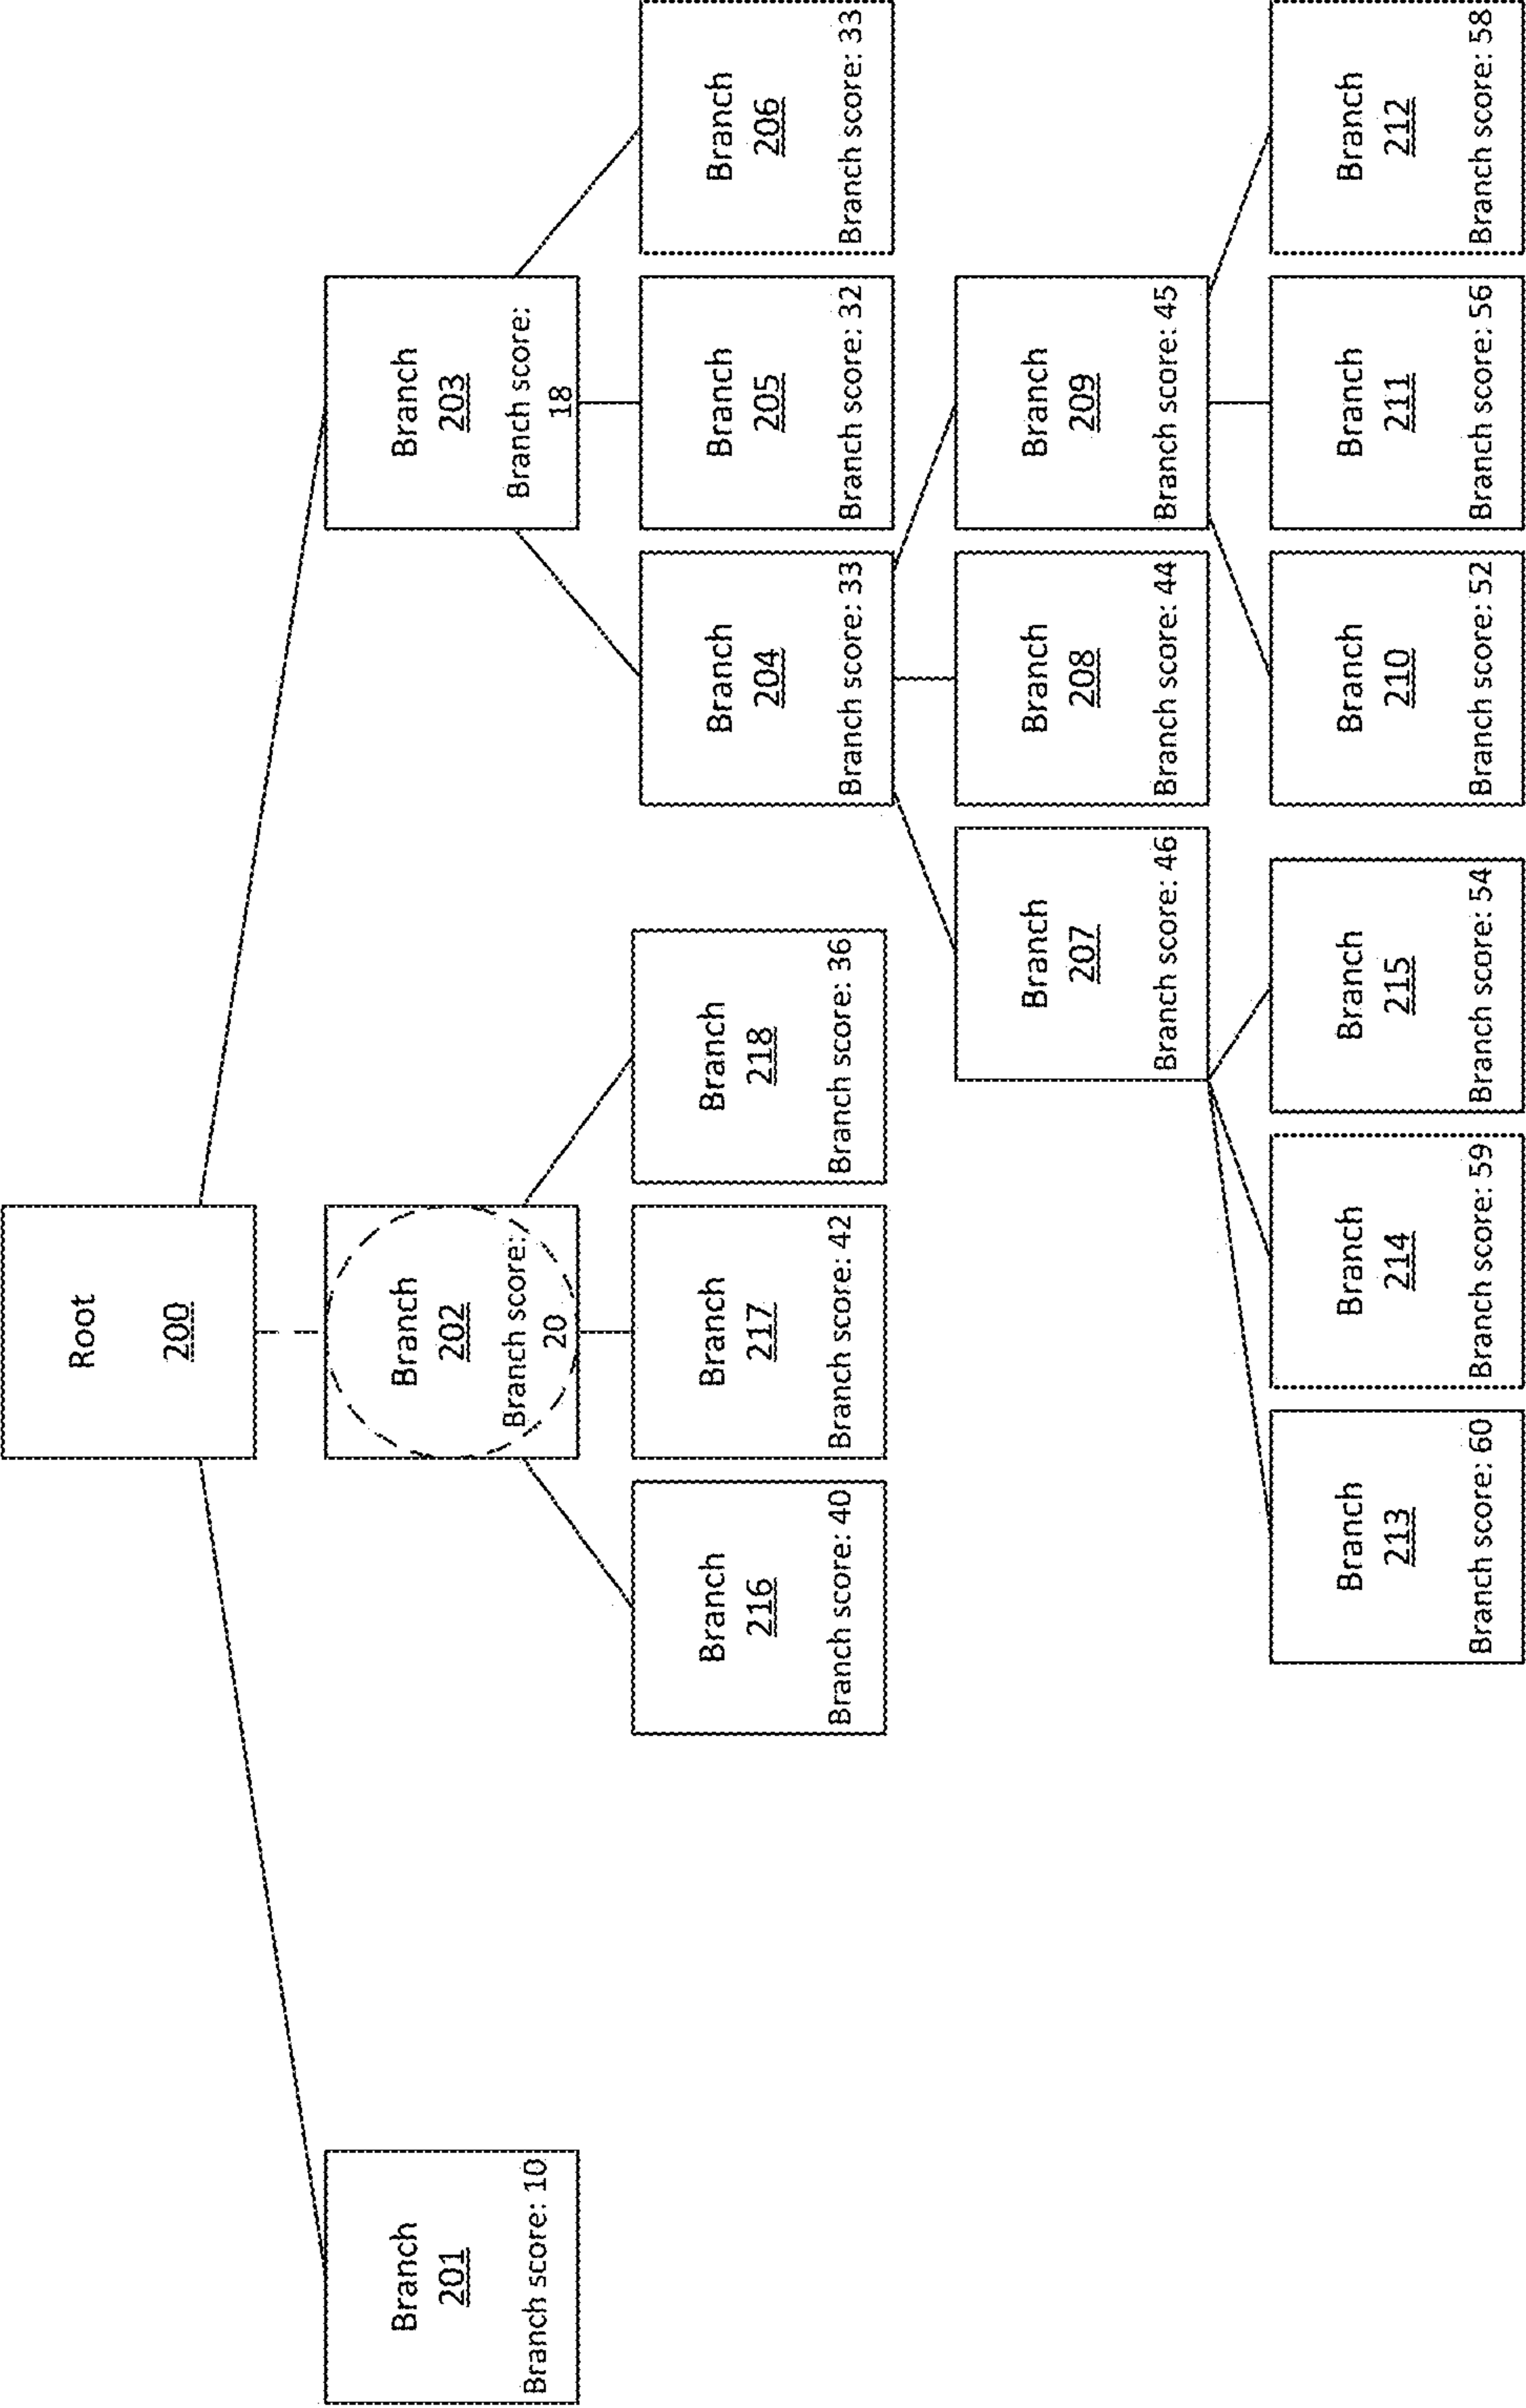 Root
200
Branch
201
Branch score: 10
Branch
202
Branch score:
20
Branch
203
Branch score:
18
Branch
216
Branch score: 40
Branch
217
Branch score: 42
Branch
218
Branch score: 36
Branch
204
Branch score: 33
Branch
205
Branch score: 32
Branch
206
Branch score: 33
Branch
207
Branch score: 46
Branch
208
Branch score: 44
Branch
209
Branch score: 45
Branch
213
Branch score: 60
Branch
214
Branch score: 59
Branch
215
Branch score: 54
Branch
210
Branch score: 52
Branch
211
Branch score: 56
Branch
212
Branch score: 58